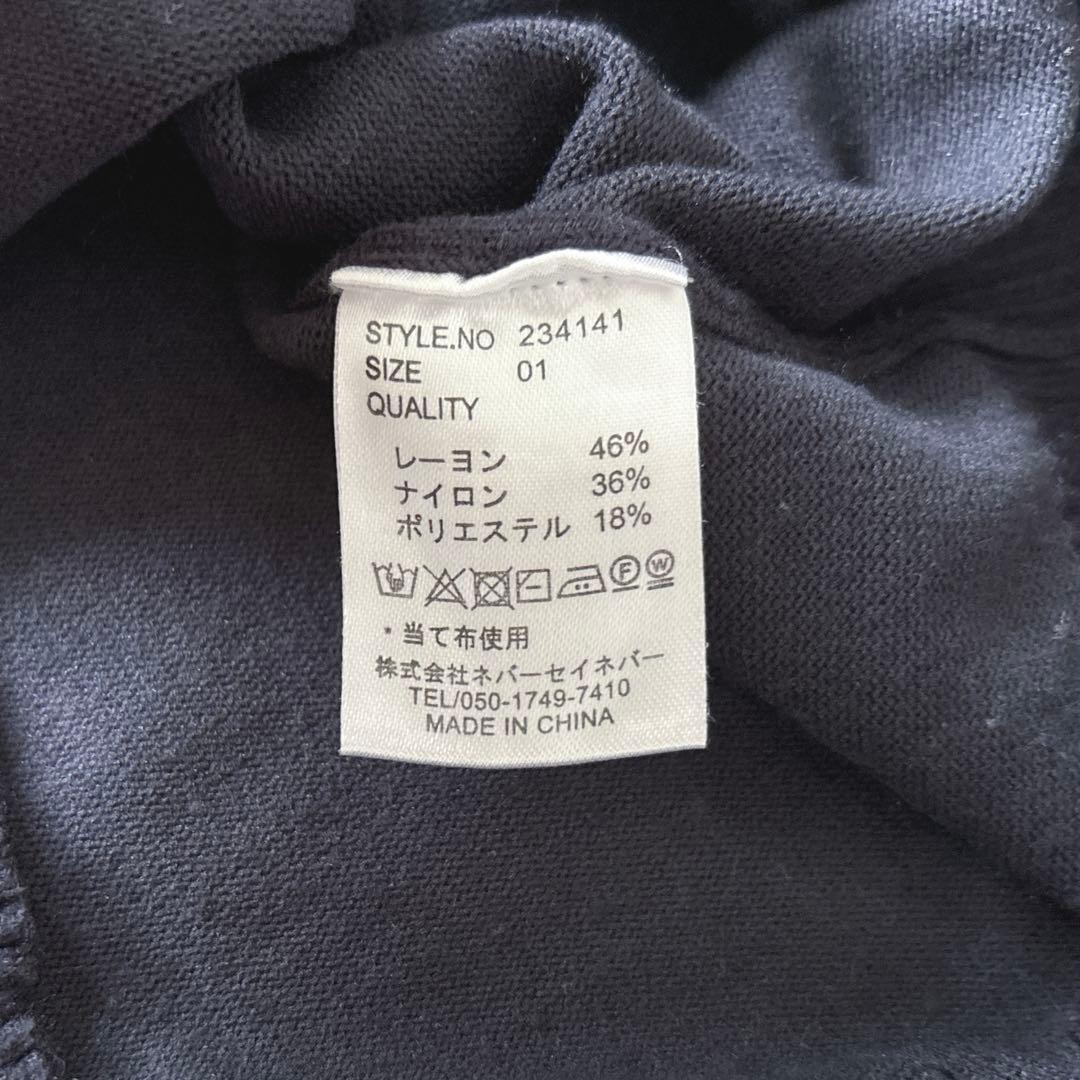 STYLE.NO 234141
SIZE 01
QUALITY
レーヨン 46%
ナイロン 36%
ポリエステル 18%
F W
* 当て布使用
株式会社ネバーセイネバー
TEL/050-1749-7410
MADE IN CHINA